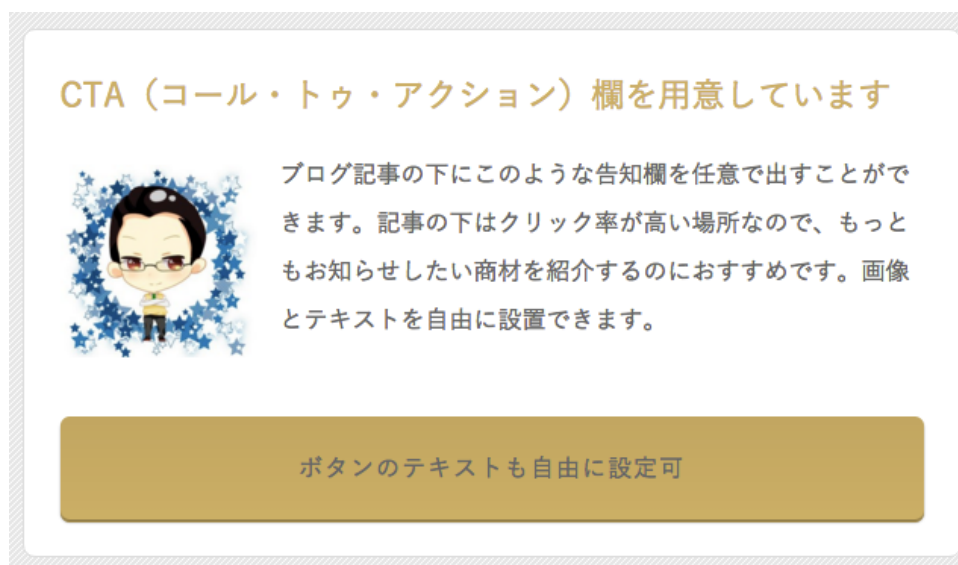 CTA（コール・トゥ・アクション）欄を用意しています
ブログ記事の下にこのような告知欄を任意で出すことがで
きます。記事の下はクリック率が高い場所なので、もっと
もお知らせしたい商材を紹介するのにおすすめです。画像
とテキストを自由に設置できます。
ボタンのテキストも自由に設定可